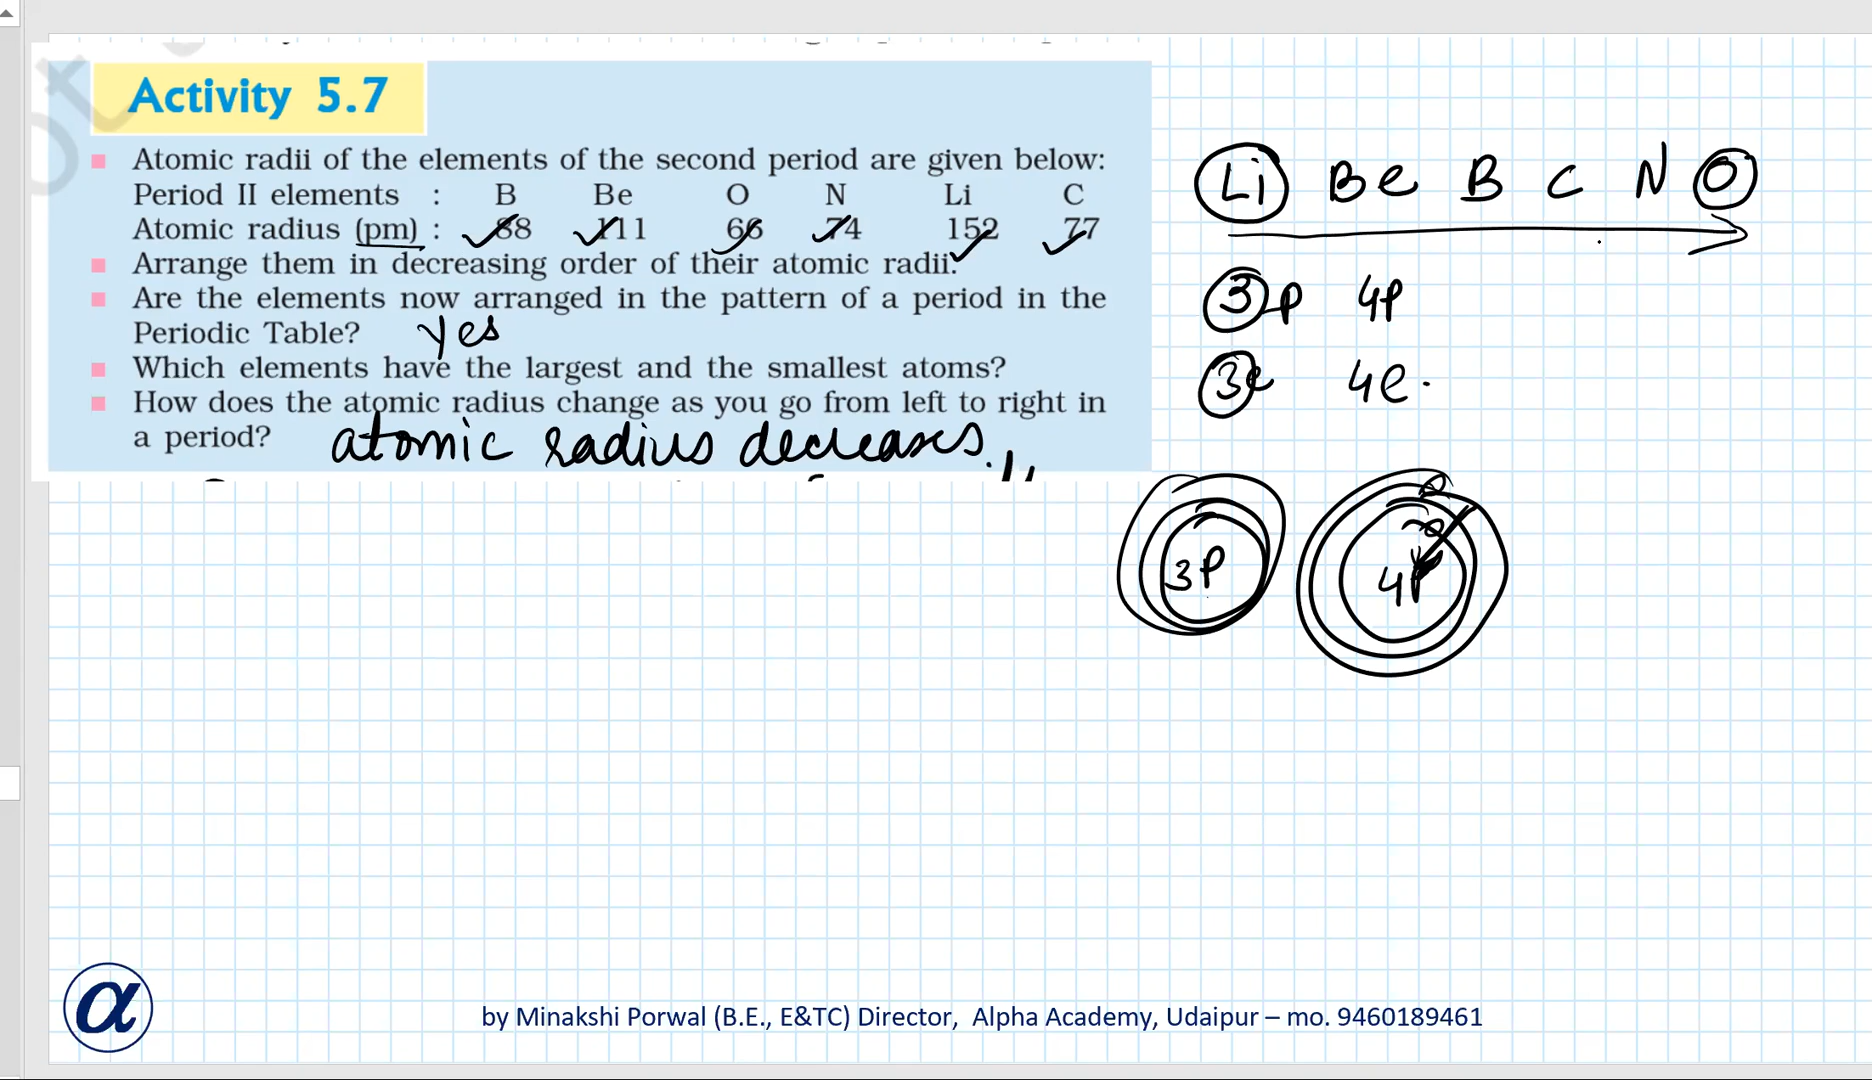 Activity 5.7
Atomic radii of the elements of the second period are given below:
Period II elements : B Be O N Li C
Atomic radius (pm) : 88 111 66 74 152 77
Arrange them in decreasing order of their atomic radii.
Are the elements now arranged in the pattern of a period in the
Periodic Table? Yes
Which elements have the largest and the smallest atoms?
How does the atomic radius change as you go from left to right in
a period? atomic radius decreases.
Li Be B C N O
3P 4P
3e 4e
3P 4P
α
by Minakshi Porwal (B.E., E&TC) Director, Alpha Academy, Udaipur – mo. 9460189461